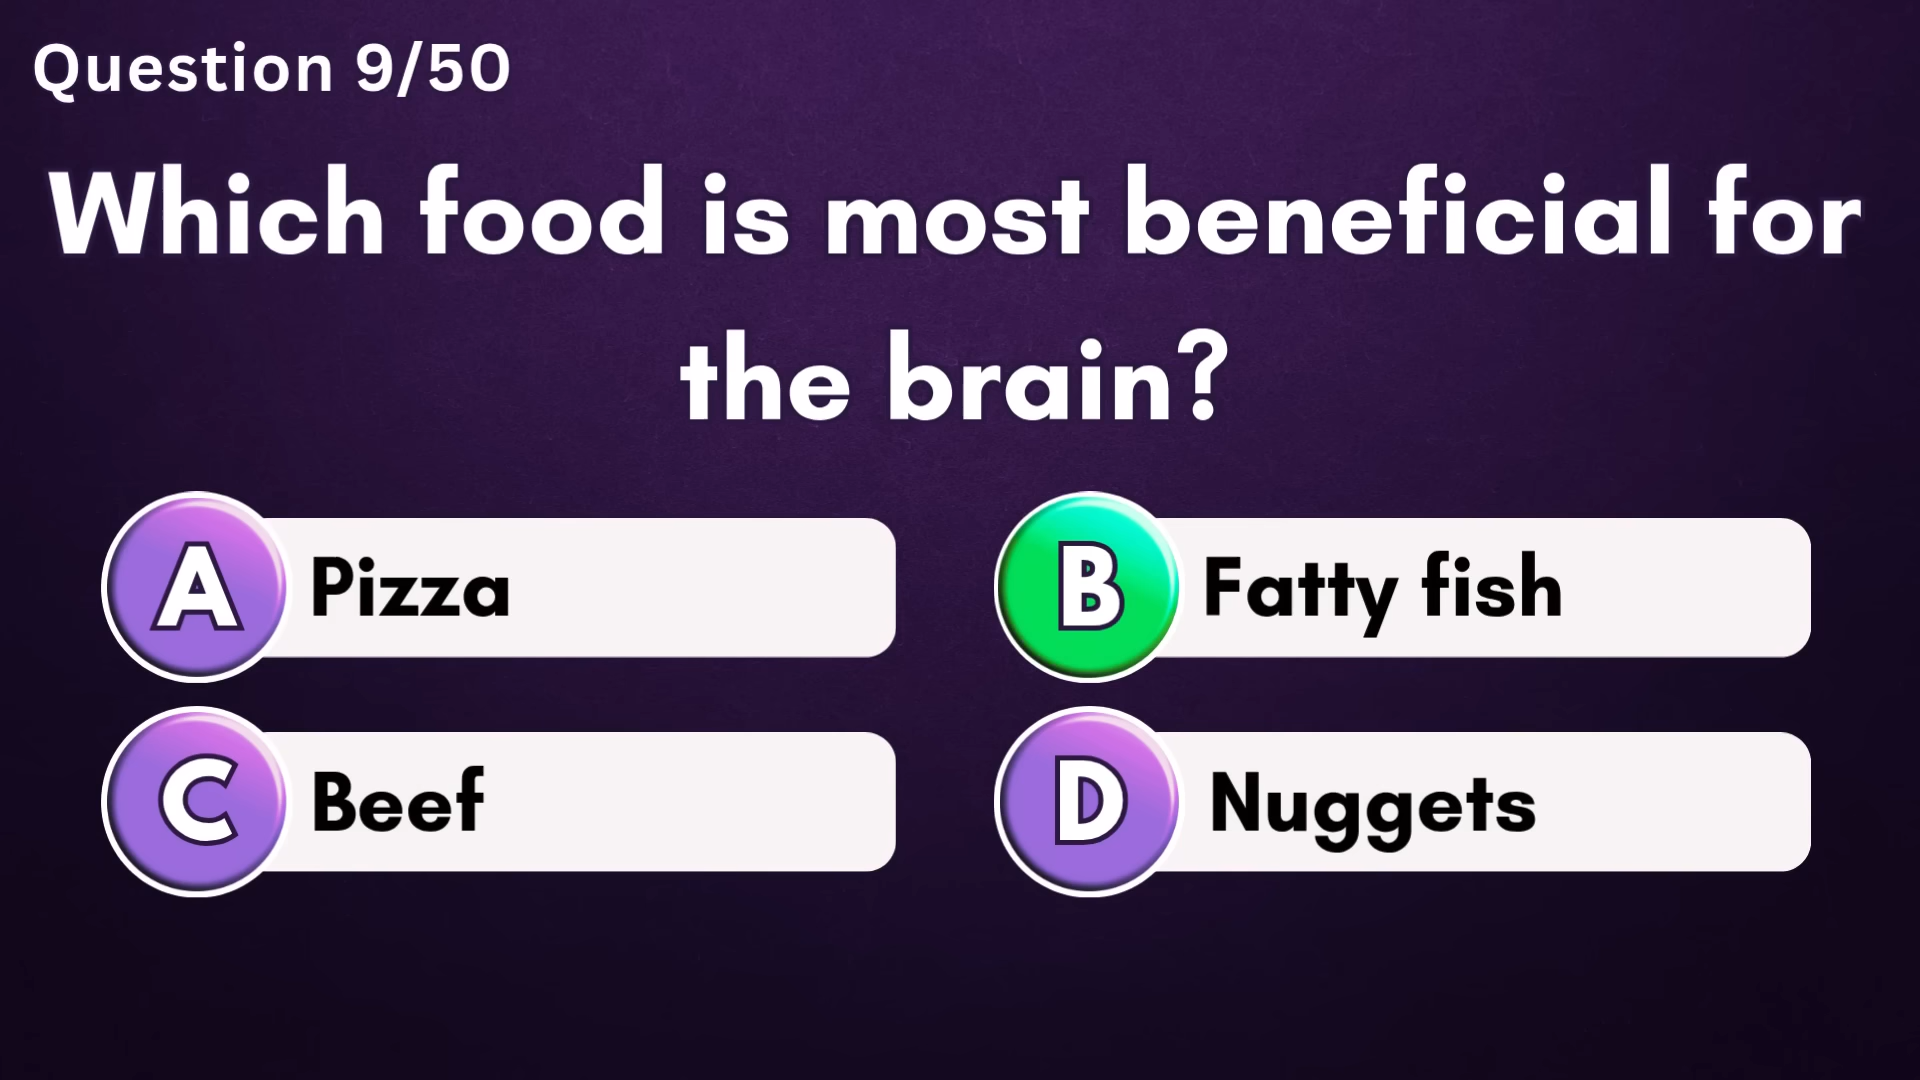 Question 9/50
Which food is most beneficial for
the brain?
A Pizza
B Fatty fish
C Beef
D Nuggets